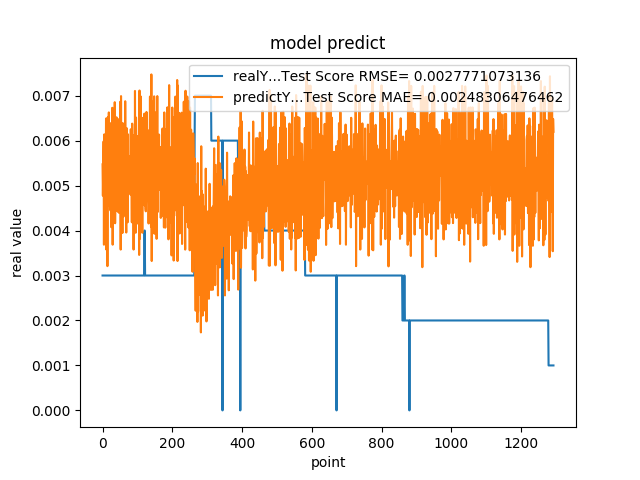 model predict
realY...Test Score RMSE= 0.0027771073136
predictY...Test Score MAE= 0.00248306476462
0.007
0.006
0.005
0.004
0.003
0.002
0.001
0.000
real value
0 200 400 600 800 1000 1200
point